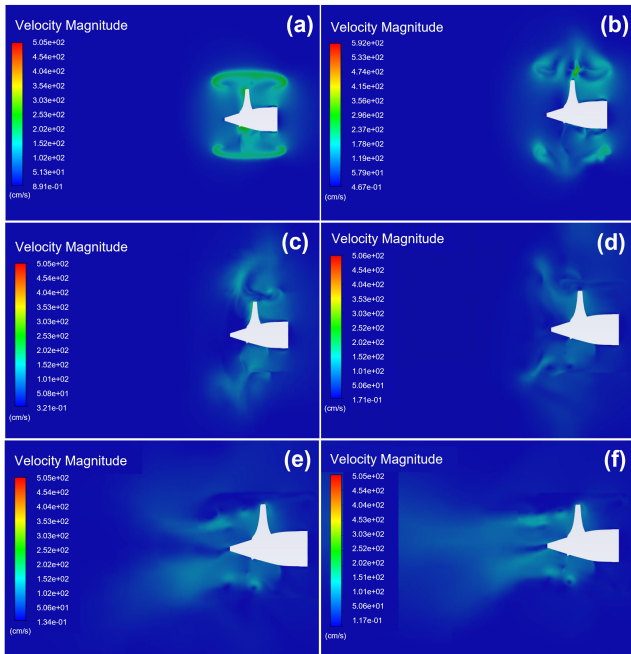 (a)
Velocity Magnitude
5.05e+02
4.54e+02
4.04e+02
3.54e+02
3.03e+02
2.53e+02
2.02e+02
1.52e+02
1.02e+02
5.13e+01
8.91e-01
(cm/s)
(b)
Velocity Magnitude
5.92e+02
5.33e+02
4.74e+02
4.15e+02
3.56e+02
2.96e+02
2.37e+02
1.78e+02
1.19e+02
5.79e+01
4.67e-01
(cm/s)
(c)
Velocity Magnitude
5.05e+02
4.54e+02
4.04e+02
3.53e+02
3.03e+02
2.53e+02
2.02e+02
1.52e+02
1.01e+02
5.08e+01
3.21e-01
(cm/s)
(d)
Velocity Magnitude
5.06e+02
4.54e+02
4.04e+02
3.53e+02
3.03e+02
2.52e+02
2.02e+02
1.52e+02
1.01e+02
5.06e+01
1.71e-01
(cm/s)
(e)
Velocity Magnitude
5.05e+02
4.54e+02
4.04e+02
3.53e+02
3.03e+02
2.52e+02
2.02e+02
1.52e+02
1.01e+02
5.06e+01
1.34e-01
(cm/s)
(f)
Velocity Magnitude
5.05e+02
4.54e+02
4.04e+02
4.53e+02
3.03e+02
2.52e+02
2.02e+02
1.51e+02
1.01e+02
5.06e+01
1.17e-01
(cm/s)